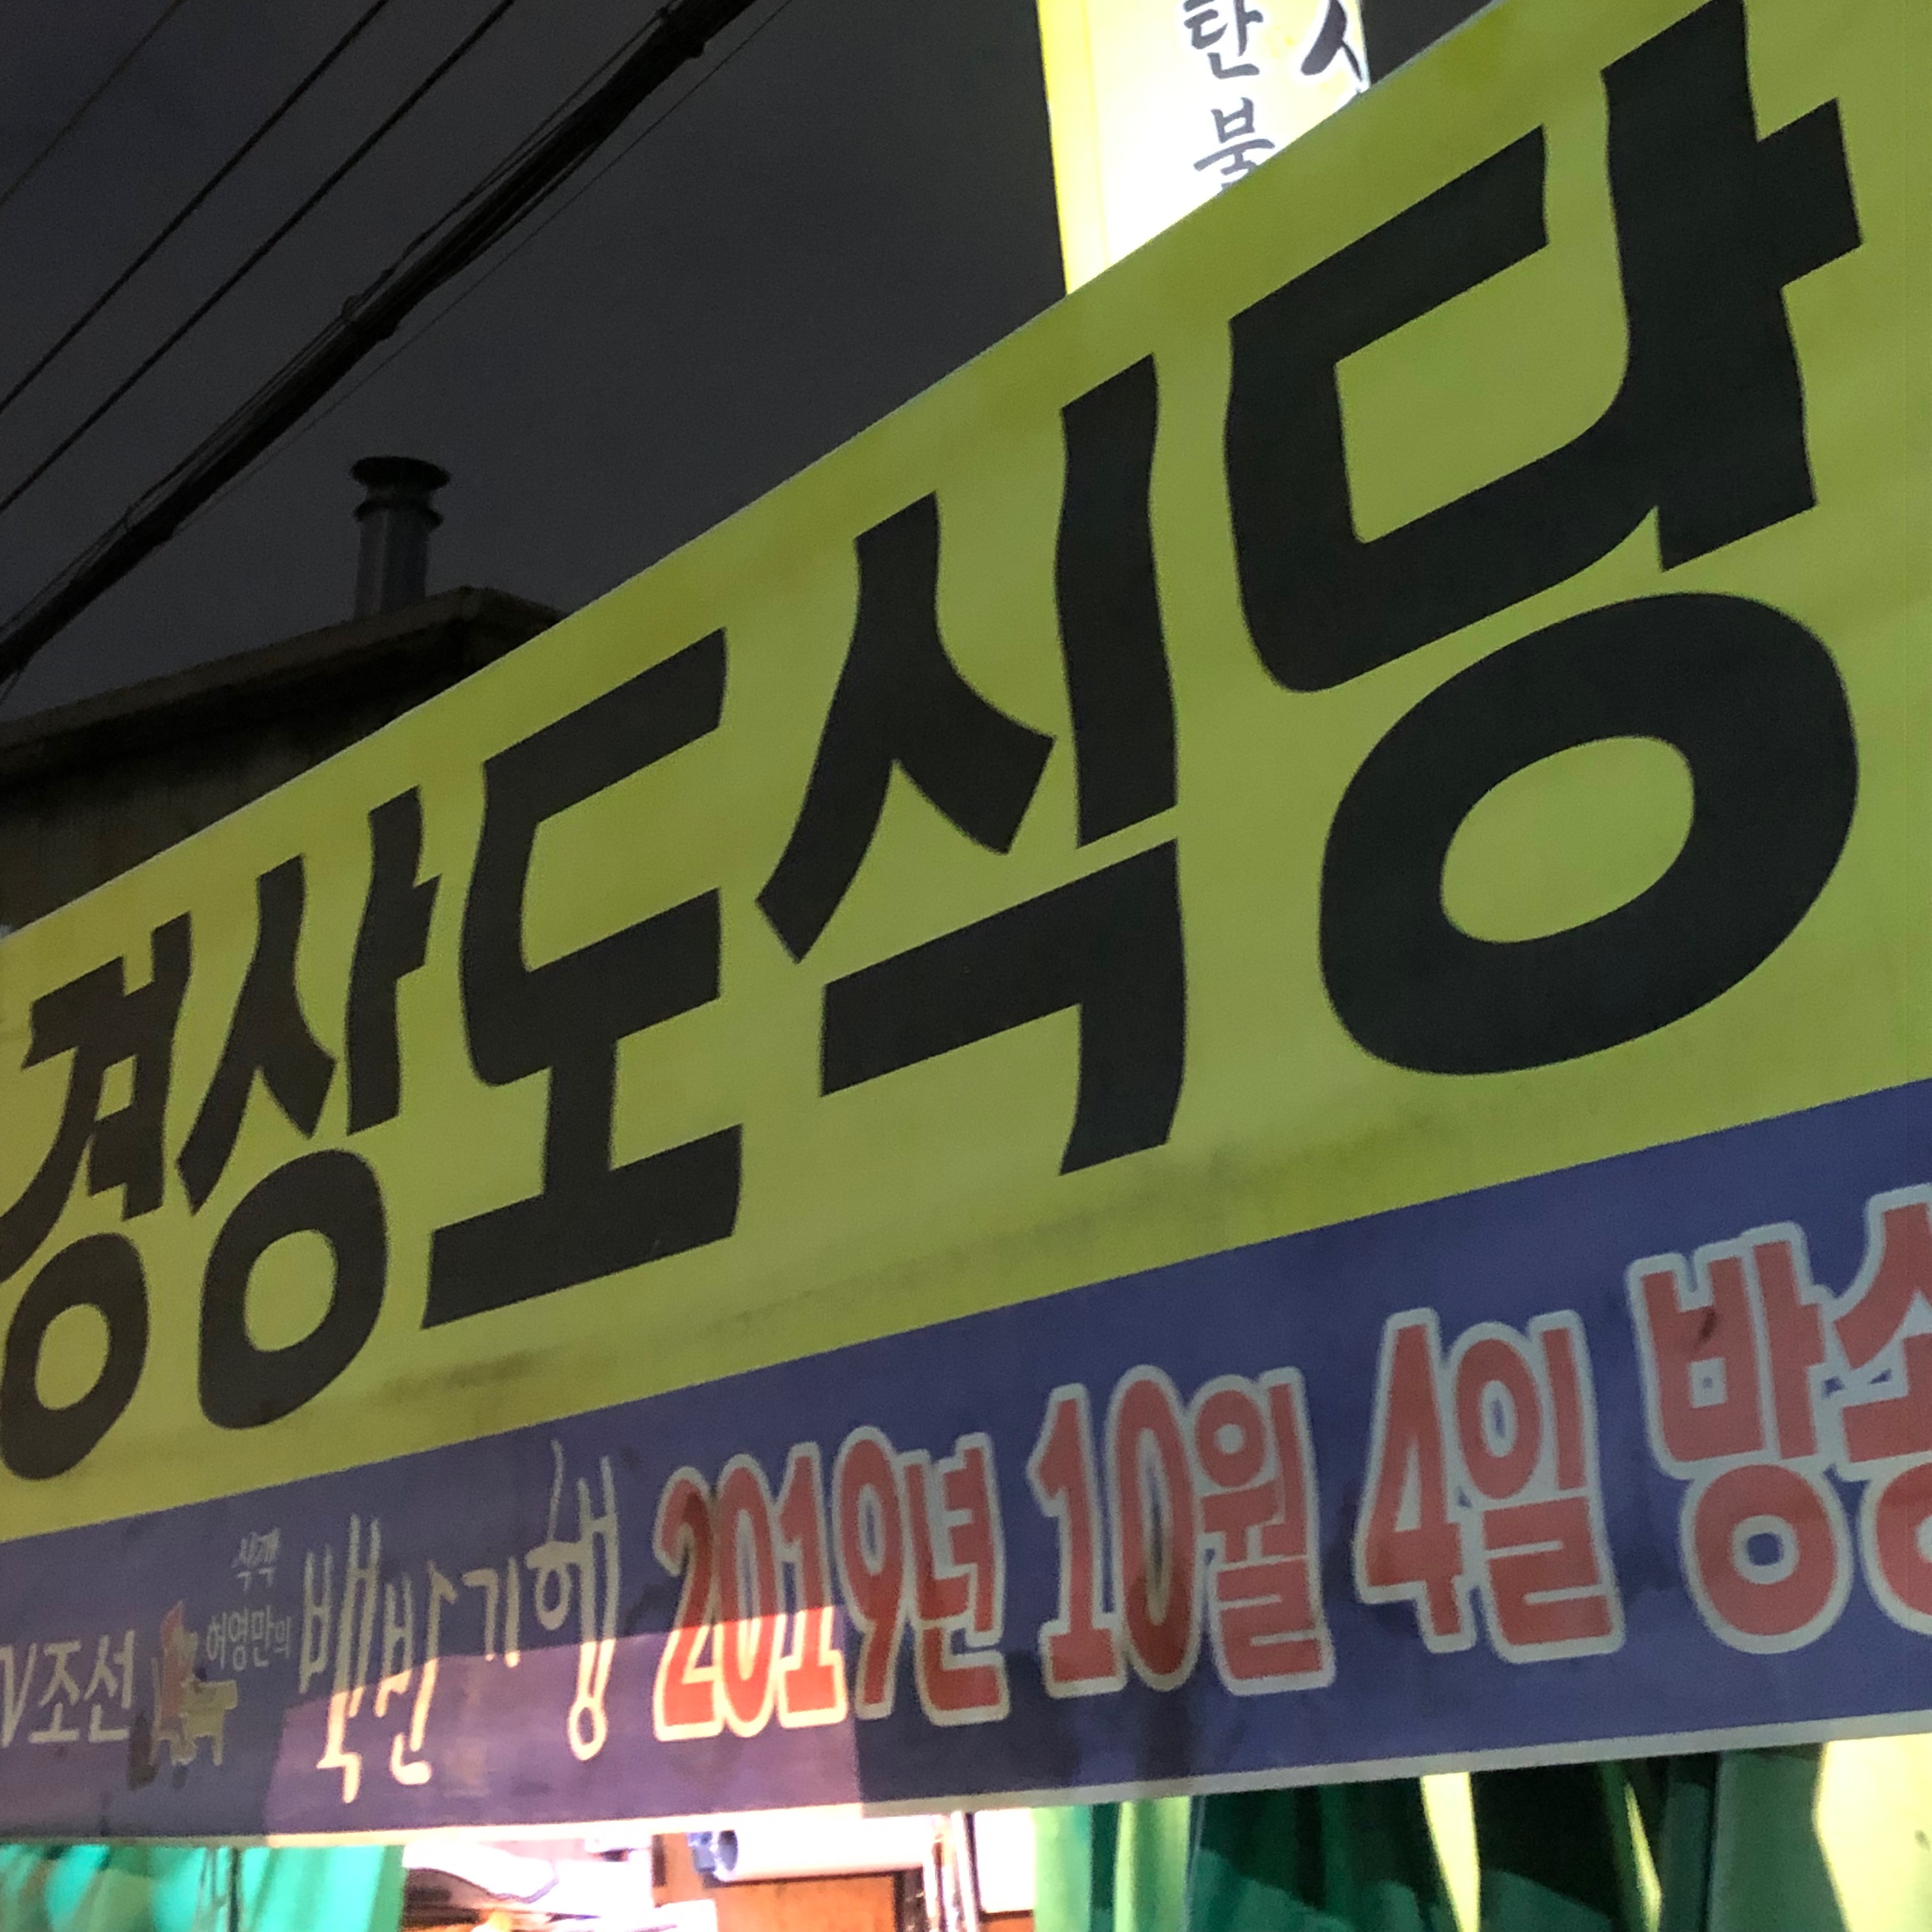 탄불
경상도식당
V조선 식객 허영만의 백반기행 2019년 10월 4일 방송